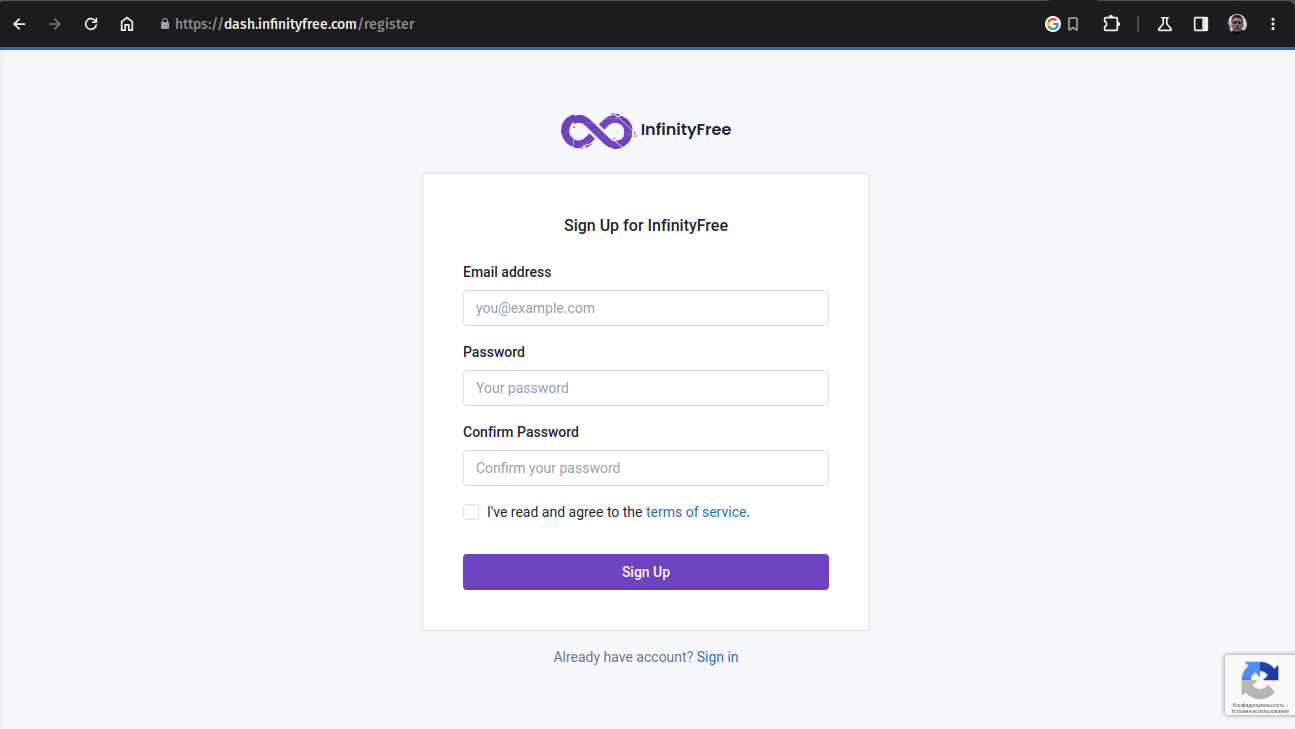 https://dash.infinityfree.com/register
InfinityFree
Sign Up for InfinityFree
Email address
you@example.com
Password
Your password
Confirm Password
Confirm your password
I've read and agree to the terms of service.
Sign Up
Already have account? Sign in
Конфиденциальность -
Условия использования